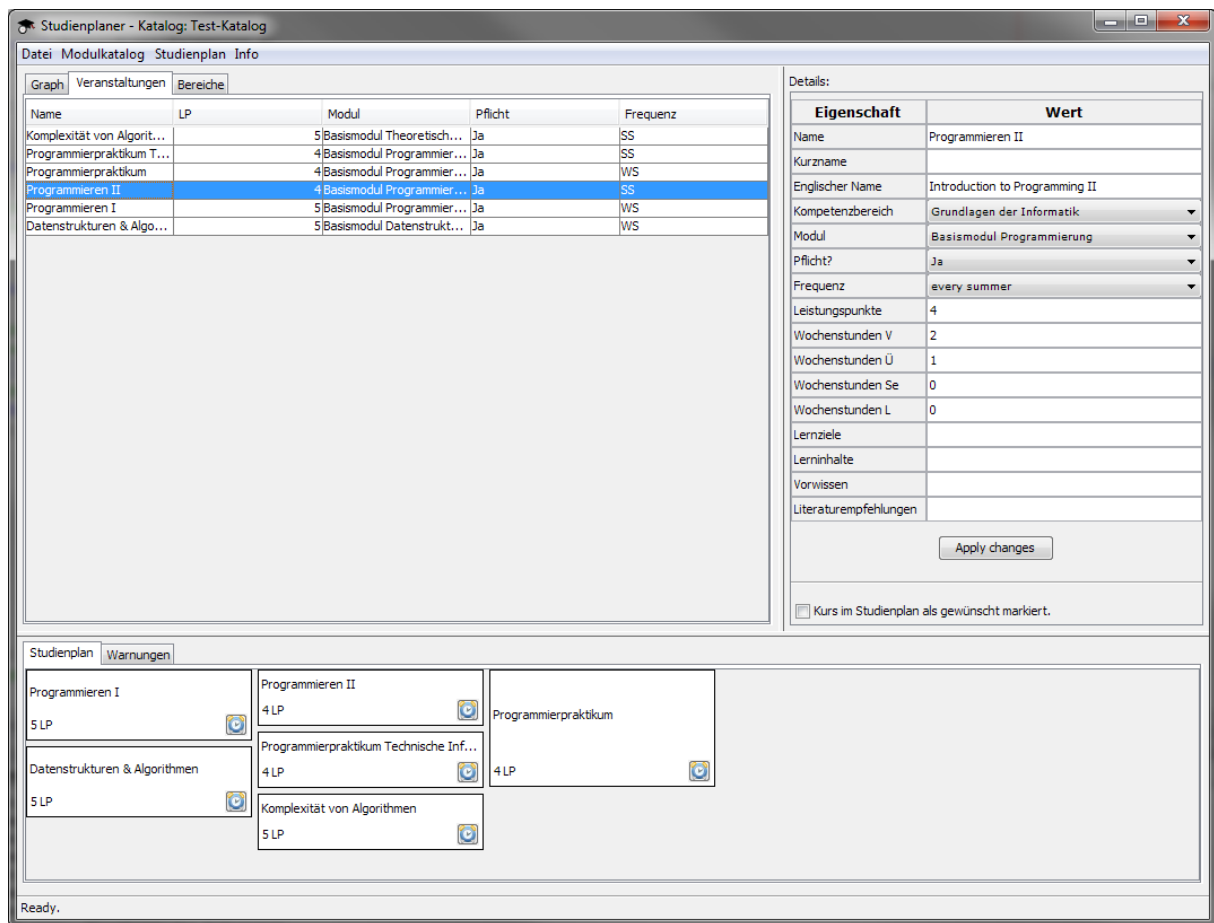 Studienplaner - Katalog: Test-Katalog
Datei Modulkatalog Studienplan Info
Graph Veranstaltungen Bereiche
Name LP Modul Pflicht Frequenz
Komplexität von Algorit... 5 Basismodul Theoretisch... Ja SS
Programmierpraktikum T... 4 Basismodul Programmier... Ja SS
Programmierpraktikum 4 Basismodul Programmier... Ja WS
Programmieren II 4 Basismodul Programmier... Ja SS
Programmieren I 5 Basismodul Programmier... Ja WS
Datenstrukturen & Algo... 5 Basismodul Datenstrukt... Ja WS
Details:
Eigenschaft Wert
Name Programmieren II
Kurzname
Englischer Name Introduction to Programming II
Kompetenzbereich Grundlagen der Informatik
Modul Basismodul Programmierung
Pflicht? Ja
Frequenz every summer
Leistungspunkte 4
Wochenstunden V 2
Wochenstunden Ü 1
Wochenstunden Se 0
Wochenstunden L 0
Lernziele
Lerninhalte
Vorwissen
Literaturempfehlungen
Apply changes
Kurs im Studienplan als gewünscht markiert.
Studienplan Warnungen
Programmieren I
5 LP
Datenstrukturen & Algorithmen
5 LP
Programmieren II
4 LP
Programmierpraktikum Technische Inf...
4 LP
Komplexität von Algorithmen
5 LP
Programmierpraktikum
4 LP
Ready.